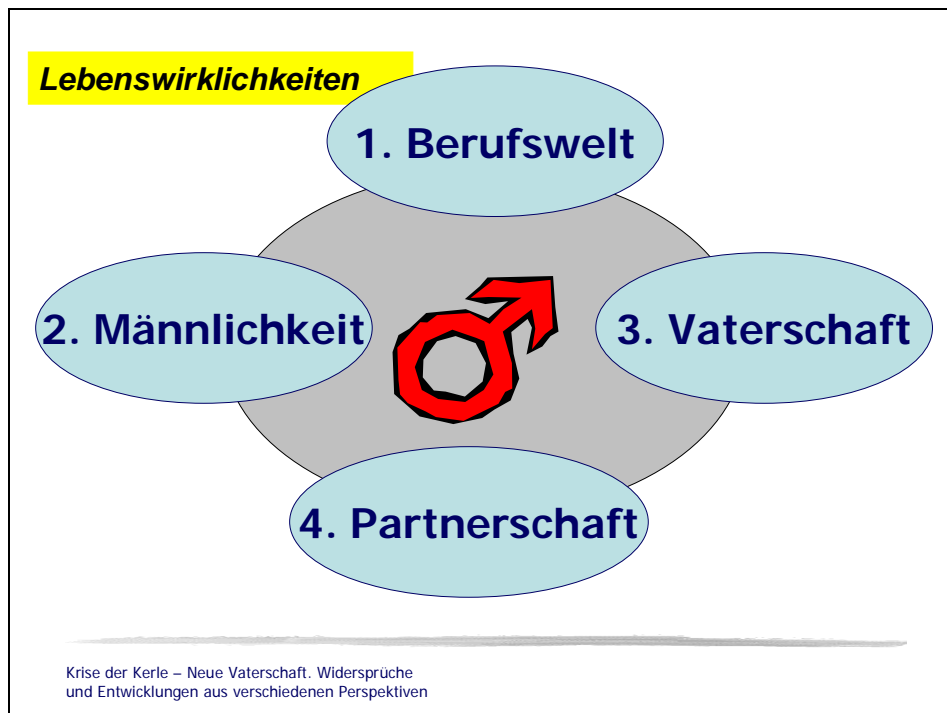 Lebenswirklichkeiten
1. Berufswelt
2. Männlichkeit
3. Vaterschaft
4. Partnerschaft
Krise der Kerle – Neue Vaterschaft. Widersprüche
und Entwicklungen aus verschiedenen Perspektiven